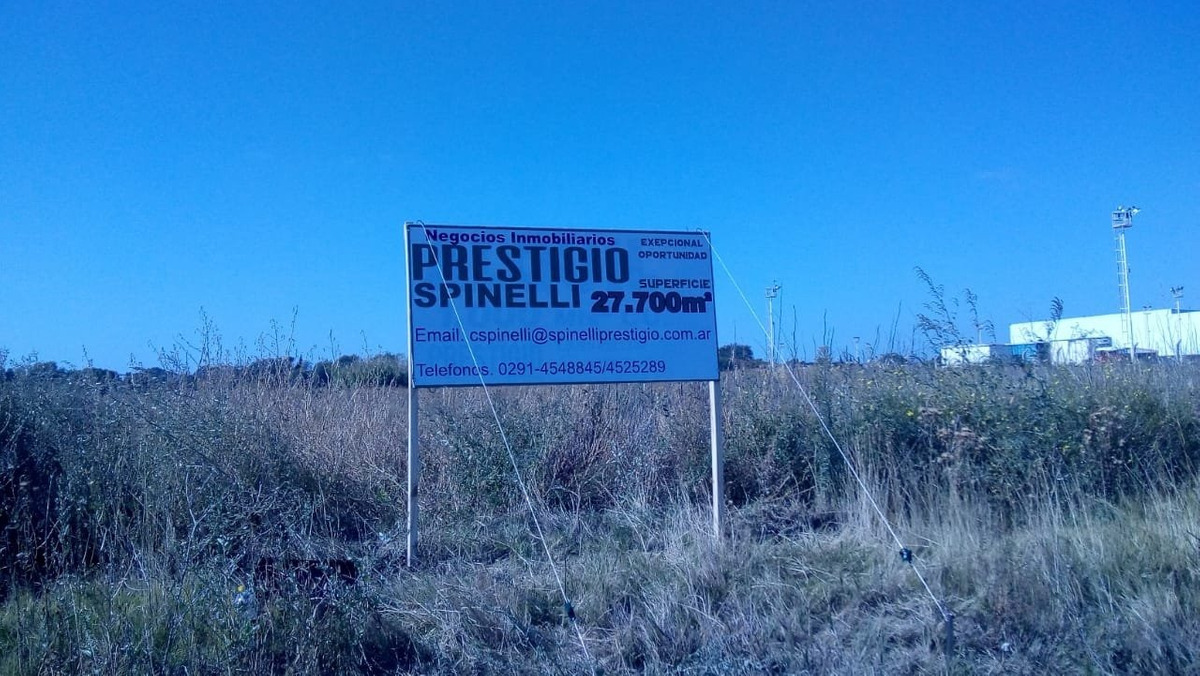 Negocios Inmobiliarios
PRESTIGIO
SPINELLI
EXEPCIONAL
OPORTUNIDAD
SUPERFICIE
27.700m²
Email. cspinelli@spinelliprestigio.com.ar
Telefonos. 0291-4548845/4525289